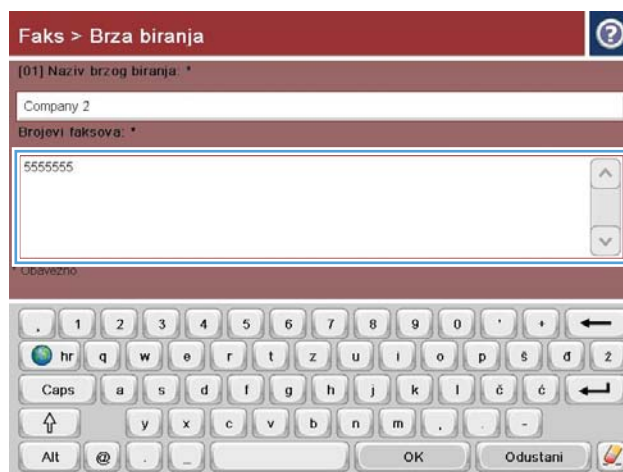 Faks > Brza biranja
?
[01] Naziv brzog biranja: *
Company 2
Brojevi faksova: *
5555555
* Obavezno
. 1 2 3 4 5 6 7 8 9 0 ' +
hr q w e r t z u i o p š đ ž
Caps a s d f g h j k l č ć
y x c v b n m , . -
Alt @ . _ OK Odustani